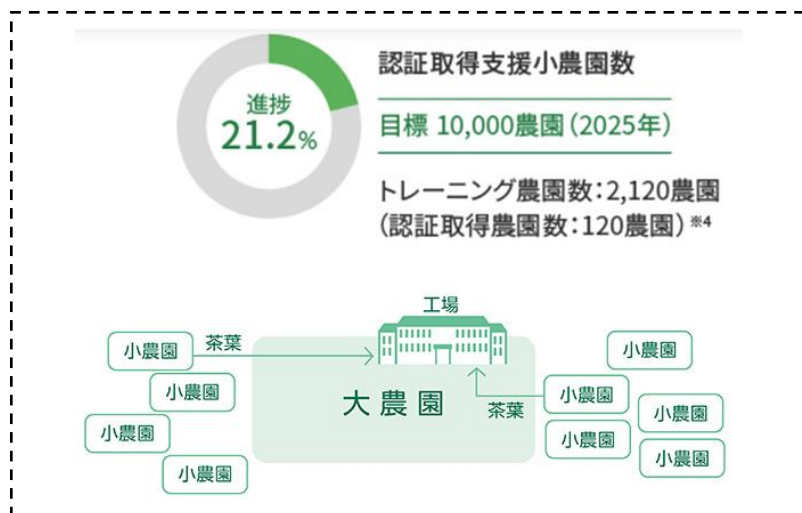 認証取得支援小農園数
進捗
21.2%
目標 10,000農園(2025年)
トレーニング農園数:2,120農園
(認証取得農園数:120農園)※4
工場
小農園
茶葉
小農園
小農園
大農園
茶葉
小農園
小農園
小農園
小農園
小農園
小農園